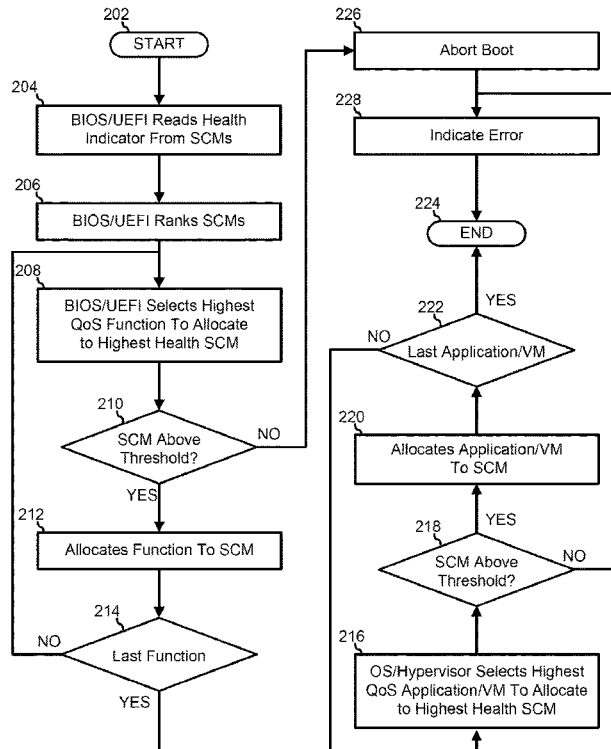 202
START
204
BIOS/UEFI Reads Health
Indicator From SCMs
206
BIOS/UEFI Ranks SCMs
208
BIOS/UEFI Selects Highest
QoS Function To Allocate
to Highest Health SCM
210
SCM Above
Threshold?
NO
YES
212
Allocates Function To SCM
214
Last Function
NO
YES
226
Abort Boot
228
Indicate Error
224
END
YES
222
Last Application/VM
NO
220
Allocates Application/VM
To SCM
YES
218
SCM Above
Threshold?
NO
216
OS/Hypervisor Selects Highest
QoS Application/VM To Allocate
to Highest Health SCM